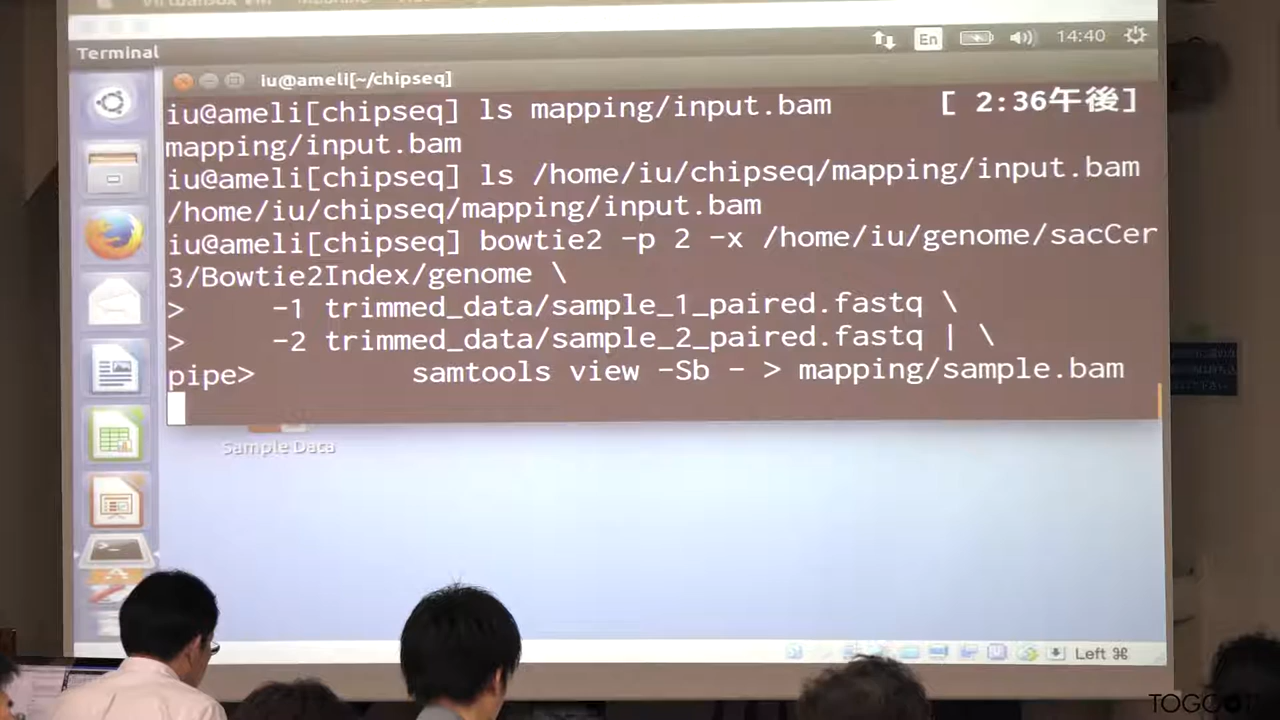 Terminal
En
14:40
iu@ameli[~/chipseq]
iu@ameli[chipseq] ls mapping/input.bam [ 2:36午後]
mapping/input.bam
iu@ameli[chipseq] ls /home/iu/chipseq/mapping/input.bam
/home/iu/chipseq/mapping/input.bam
iu@ameli[chipseq] bowtie2 -p 2 -x /home/iu/genome/sacCer
3/Bowtie2Index/genome \
> -1 trimmed_data/sample_1_paired.fastq \
> -2 trimmed_data/sample_2_paired.fastq | \
pipe> samtools view -Sb - > mapping/sample.bam
Sample Data
Left ⌘